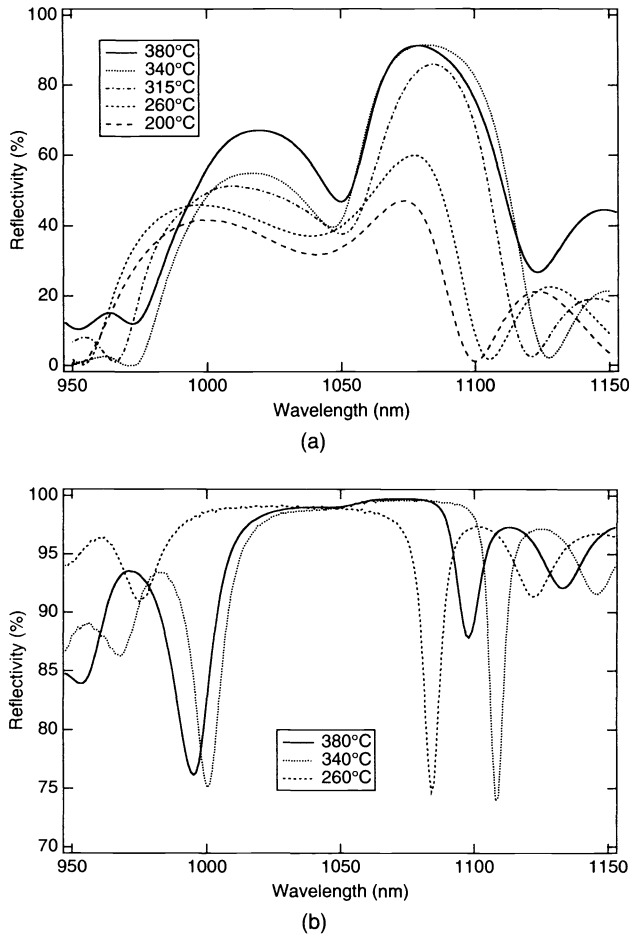 100
80
60
40
20
0
Reflectivity (%)
380°C
340°C
315°C
260°C
200°C
950
1000
1050
1100
1150
Wavelength (nm)
(a)
100
95
90
85
80
75
70
Reflectivity (%)
380°C
340°C
260°C
950
1000
1050
1100
1150
Wavelength (nm)
(b)